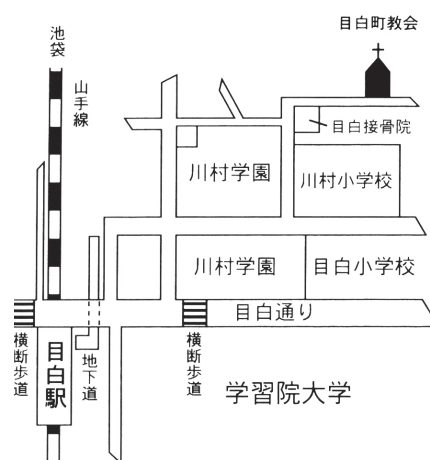 目白町教会
池袋
山手線
目白接骨院
川村学園
川村小学校
川村学園
目白小学校
目白通り
横断歩道
目白駅
地下道
横断歩道
学習院大学